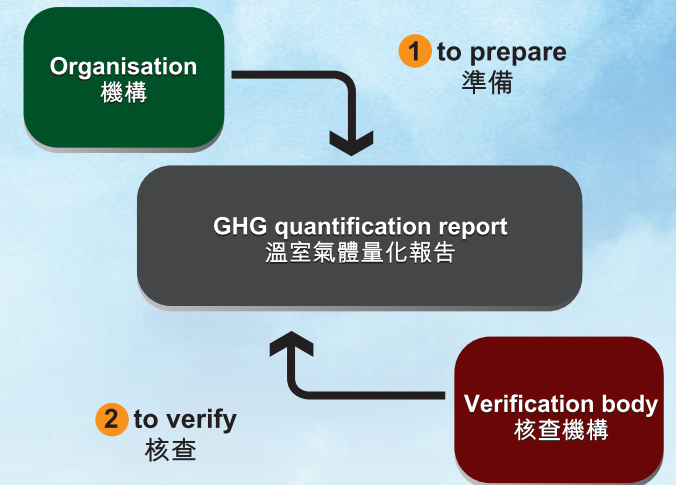 Organisation
機構
1 to prepare
準備
GHG quantification report
溫室氣體量化報告
2 to verify
核查
Verification body
核查機構